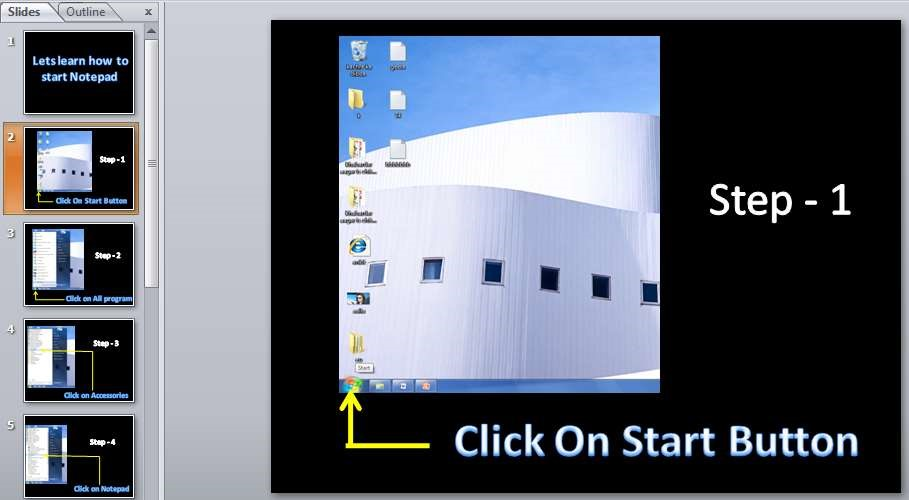 Slides
Outline
x
1
Lets learn how to
start Notepad
2
Step - 1
Click On Start Button
3
Step - 2
Click on All program
4
Step - 3
Click on Accessories
5
Step - 4
Click on Notepad
Start
Step - 1
Click On Start Button